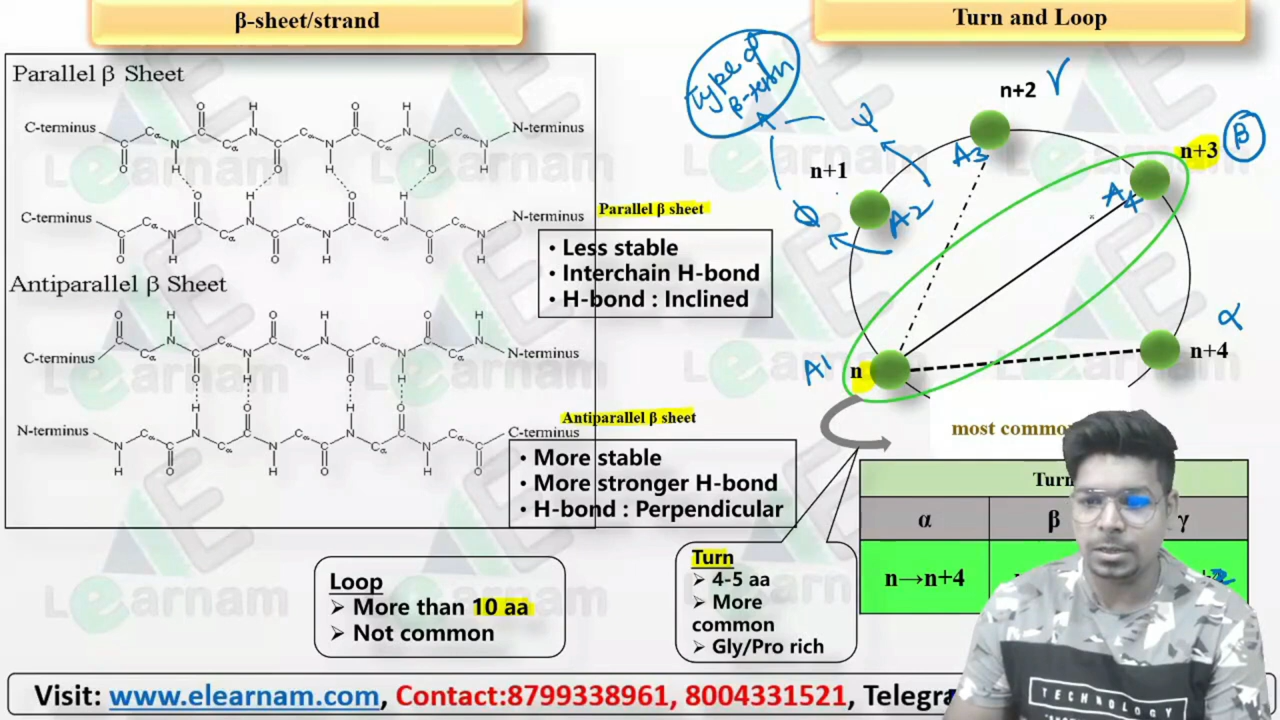 β-sheet/strand
Turn and Loop
Parallel β Sheet
C-terminus
N-terminus
C-terminus
N-terminus
Parallel β sheet
• Less stable
• Interchain H-bond
• H-bond : Inclined
Antiparallel β Sheet
C-terminus
N-terminus
N-terminus
C-terminus
Antiparallel β sheet
• More stable
• More stronger H-bond
• H-bond : Perpendicular
Loop
➢ More than 10 aa
➢ Not common
Type of
β-turn
ψ
Φ
n+2 γ
A3
n+1
A2
n+3 β
A4
A1 n
n+4
α
most commo
Turn
α β γ
n→n+4
Turn
➢ 4-5 aa
➢ More
common
➢ Gly/Pro rich
TECHNOLOGY
Visit: www.elearnam.com, Contact:8799338961, 8004331521, Telegra
Learnam